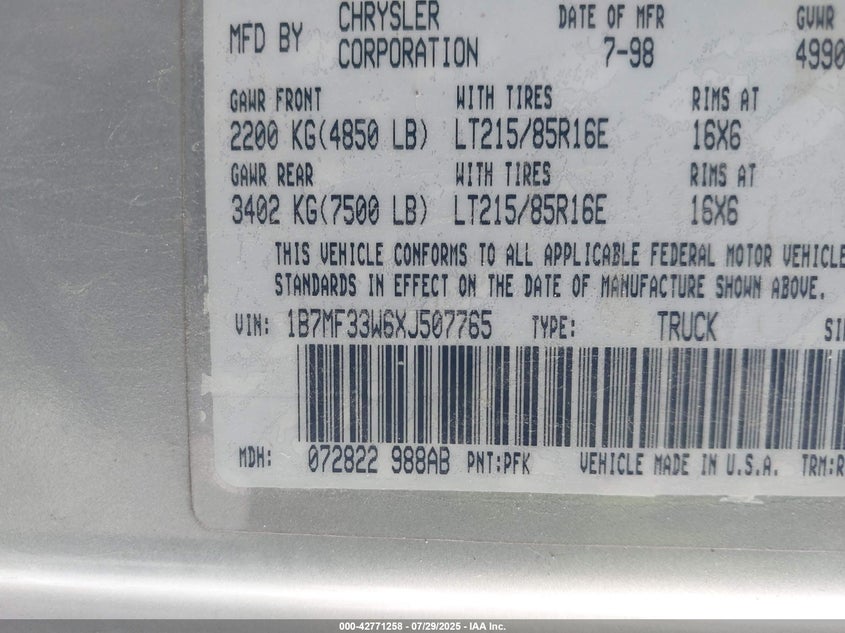 MFD BY CHRYSLER CORPORATION DATE OF MFR 7-98 GVWR 4990
GAWR FRONT WITH TIRES RIMS AT
2200 KG(4850 LB) LT215/85R16E 16X6
GAWR REAR WITH TIRES RIMS AT
3402 KG(7500 LB) LT215/85R16E 16X6
THIS VEHICLE CONFORMS TO ALL APPLICABLE FEDERAL MOTOR VEHICLE
STANDARDS IN EFFECT ON THE DATE OF MANUFACTURE SHOWN ABOVE.
VIN: 1B7MF33W6XJ507765 TYPE: TRUCK
MDH: 072822 988AB PNT:PFK VEHICLE MADE IN U.S.A. TRM:R
000-42771258 - 07/29/2025 - IAA Inc.